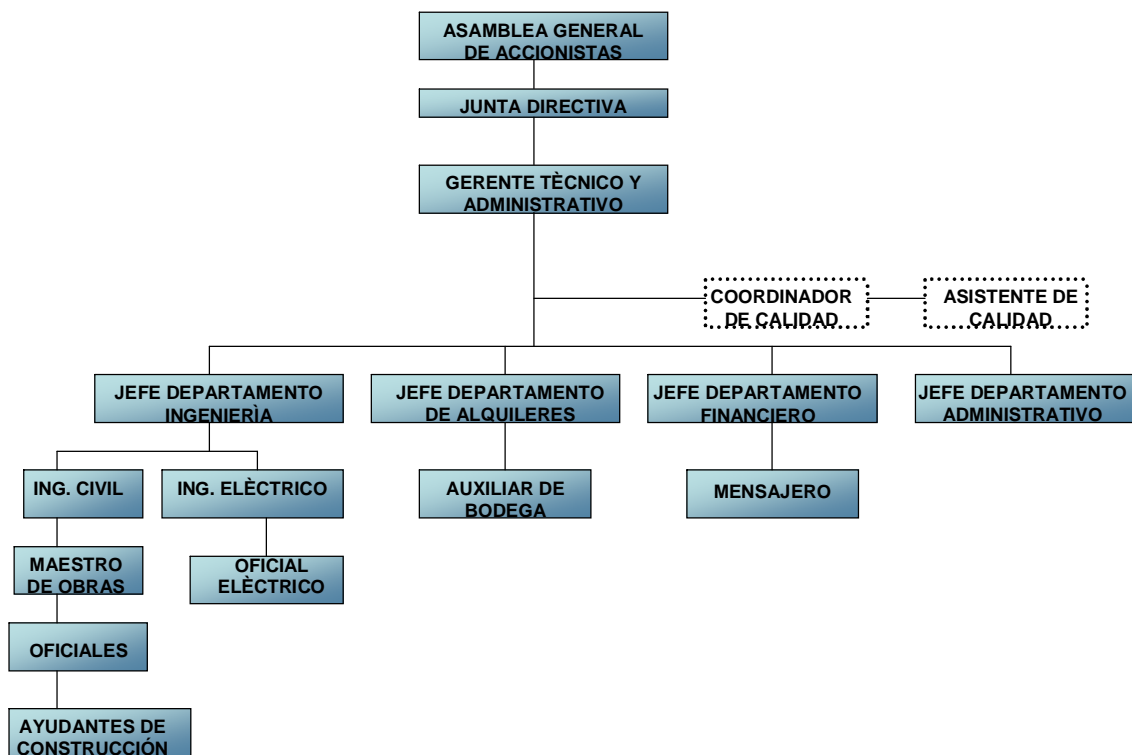 ASAMBLEA GENERAL
DE ACCIONISTAS
JUNTA DIRECTIVA
GERENTE TÈCNICO Y
ADMINISTRATIVO
COORDINADOR
DE CALIDAD
ASISTENTE DE
CALIDAD
JEFE DEPARTAMENTO
INGENIERÌA
JEFE DEPARTAMENTO
DE ALQUILERES
JEFE DEPARTAMENTO
FINANCIERO
JEFE DEPARTAMENTO
ADMINISTRATIVO
ING. CIVIL
ING. ELÈCTRICO
AUXILIAR DE
BODEGA
MENSAJERO
MAESTRO
DE OBRAS
OFICIAL
ELÈCTRICO
OFICIALES
AYUDANTES DE
CONSTRUCCIÓN